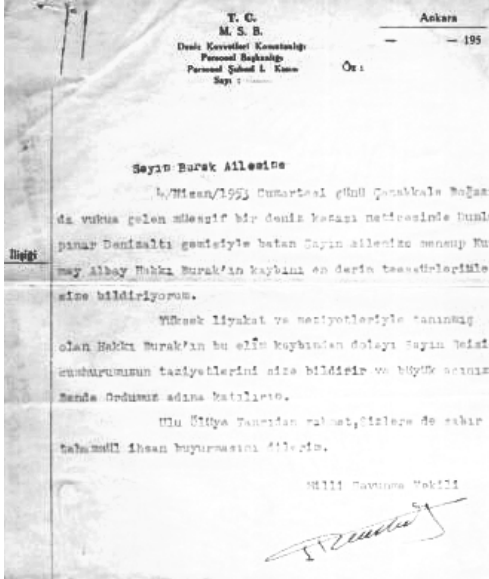 T. C.
M. S. B.
Deniz Kuvvetleri Komutanlığı
Personel Başkanlığı
Personel Şubesi I. Kısım
Sayı :
Ankara
— — 195
Öz :
Sayın Burak Ailesine
4/Nisan/1953 Cumartesi günü Çanakkale Boğazı
da vukua gelen müessif bir deniz kazası neticesinde Dumlu
pınar Denizaltı gemisiyle batan Sayın ailenize mensup Ku
İlişiği
may Albay Hakkı Burak'ın kaybını en derin teessürlerimle
size bildiriyorum.
Yüksek liyakat ve meziyetleriyle tanınmış
olan Hakkı Burak'ın bu elîm kaybından dolayı Sayın Reisi
cumhurumuzun taziyetlerini size bildirir ve büyük acınız
Bende Ordumuz adına katılırım.
Ulu Ölüye Tanrıdan rahmet, Sizlere de sabır
tahammül ihsan buyurmasını dilerim.
Milli Savunma Vekili